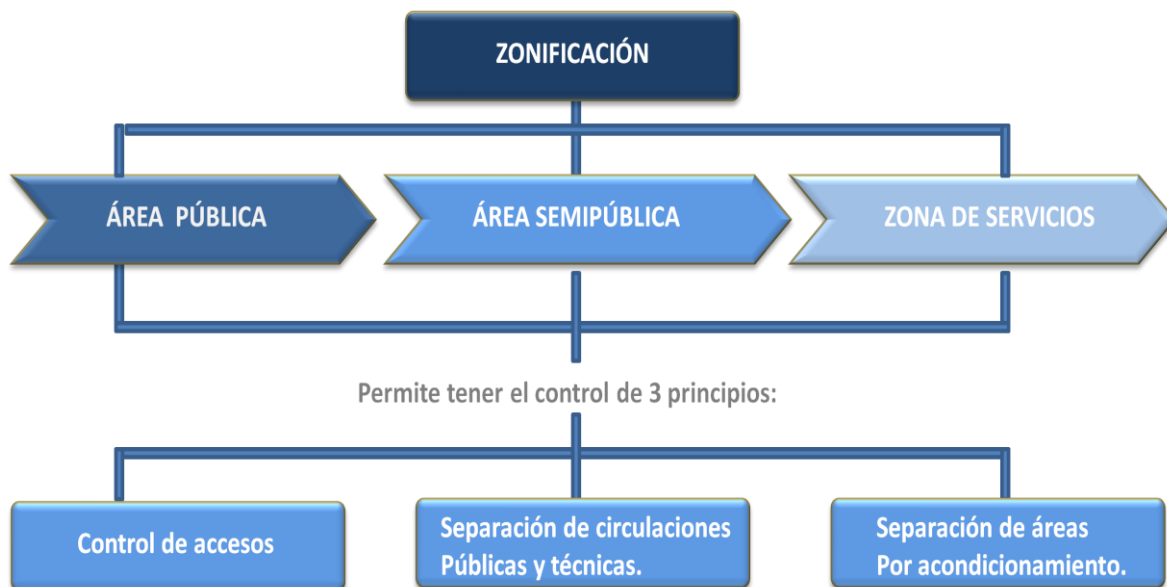 ZONIFICACIÓN
ÁREA PÚBLICA
ÁREA SEMIPÚBLICA
ZONA DE SERVICIOS
Permite tener el control de 3 principios:
Control de accesos
Separación de circulaciones
Públicas y técnicas.
Separación de áreas
Por acondicionamiento.